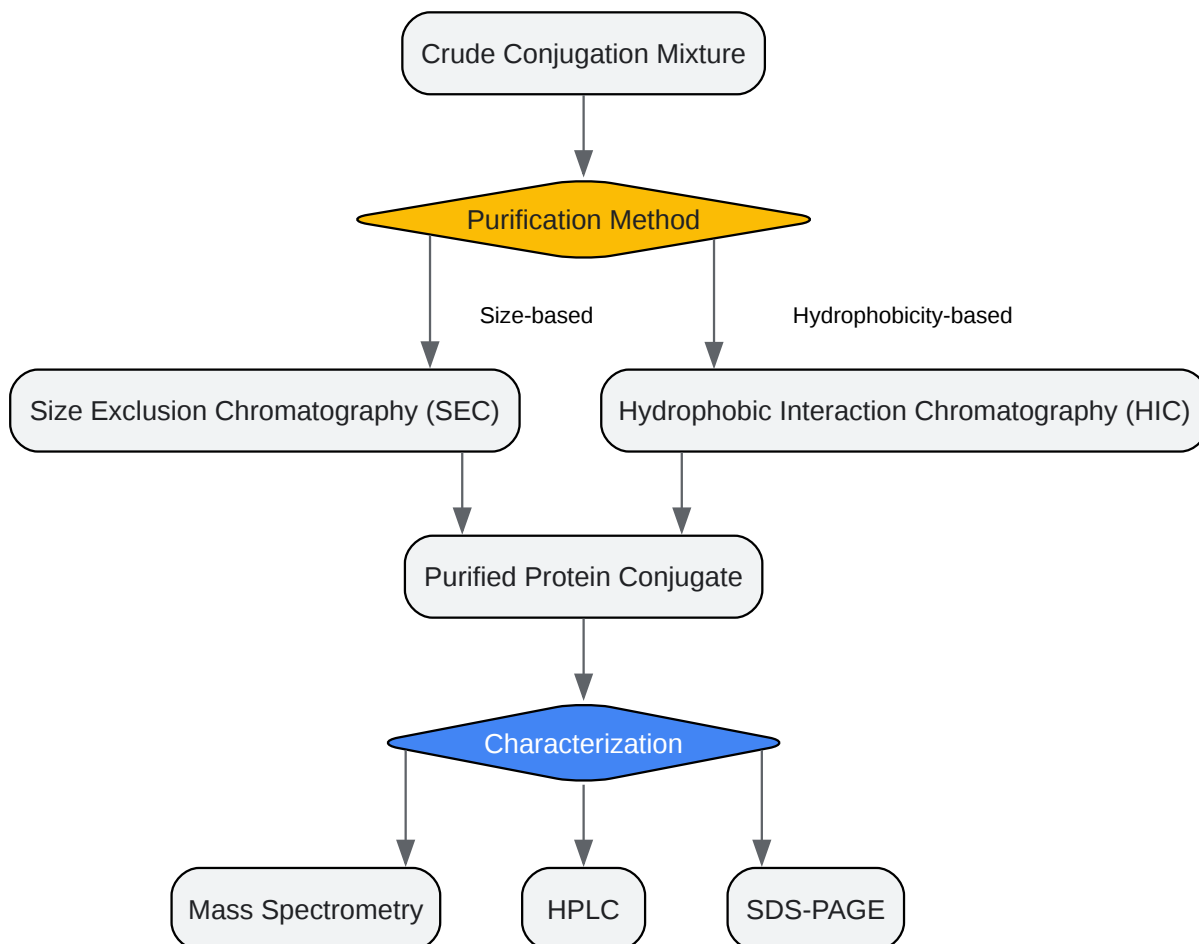 Crude Conjugation Mixture
Purification Method
Size-based
Hydrophobicity-based
Size Exclusion Chromatography (SEC)
Hydrophobic Interaction Chromatography (HIC)
Purified Protein Conjugate
Characterization
Mass Spectrometry
HPLC
SDS-PAGE